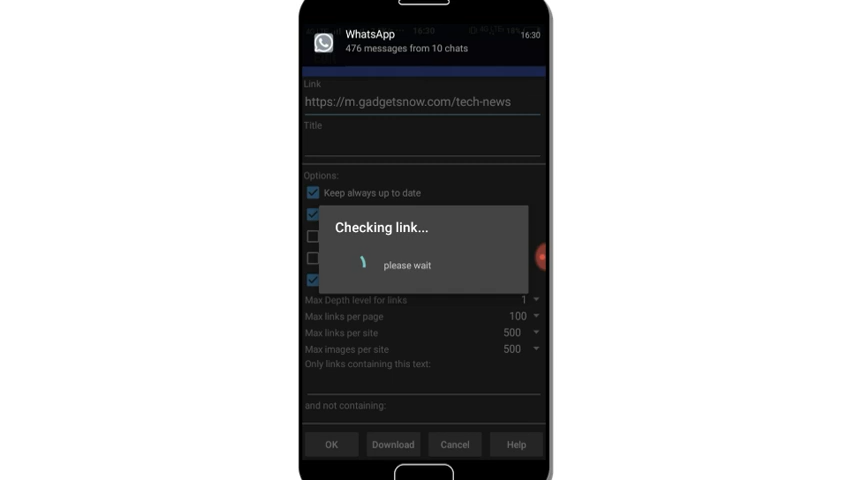 WhatsApp
16:30
476 messages from 10 chats
Link
https://m.gadgetsnow.com/tech-news
Title
Options:
Keep always up to date
Checking link...
please wait
Max Depth level for links 1
Max links per page 100
Max links per site 500
Max images per site 500
Only links containing this text:
and not containing:
OK Download Cancel Help